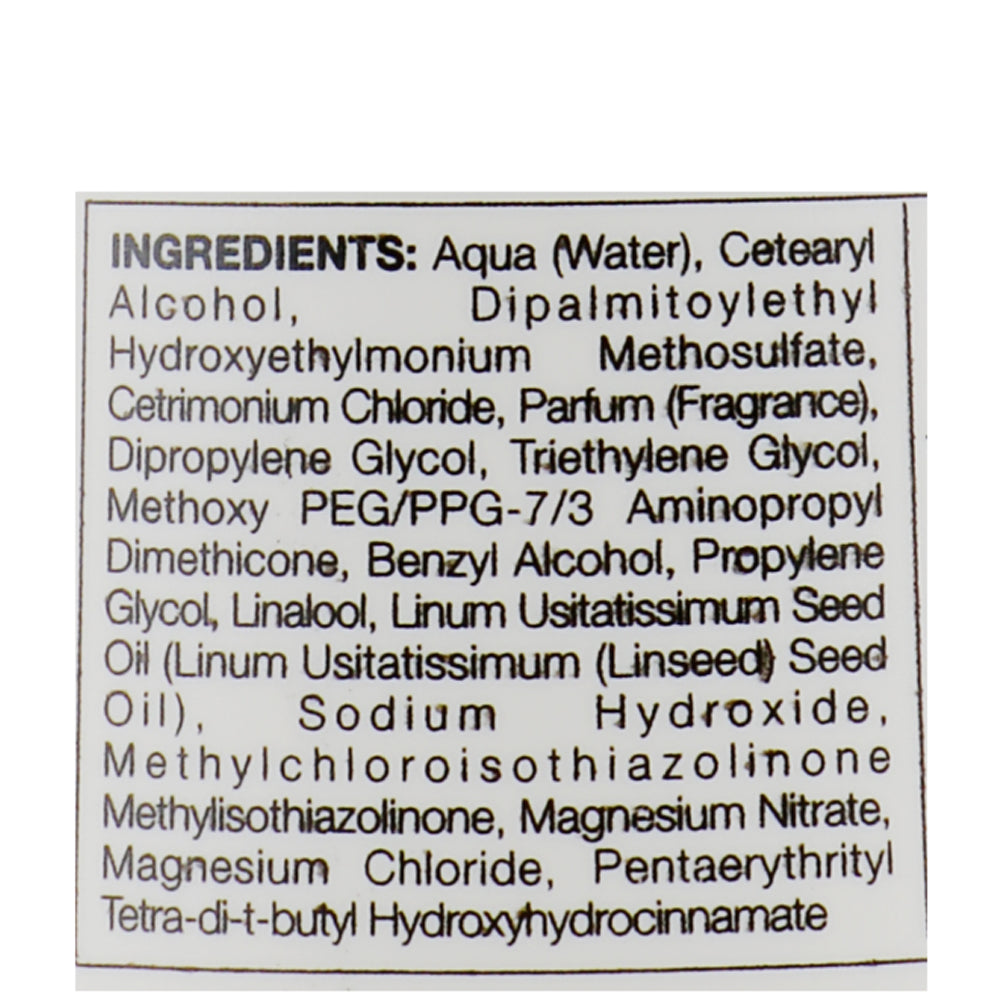 INGREDIENTS: Aqua (Water), Cetearyl
Alcohol, Dipalmitoylethyl
Hydroxyethylmonium Methosulfate,
Cetrimonium Chloride, Parfum (Fragrance),
Dipropylene Glycol, Triethylene Glycol,
Methoxy PEG/PPG-7/3 Aminopropyl
Dimethicone, Benzyl Alcohol, Propylene
Glycol, Linalool, Linum Usitatissimum Seed
Oil (Linum Usitatissimum (Linseed) Seed
Oil), Sodium Hydroxide,
Methylchloroisothiazolinone
Methylisothiazolinone, Magnesium Nitrate,
Magnesium Chloride, Pentaerythrityl
Tetra-di-t-butyl Hydroxyhydrocinnamate